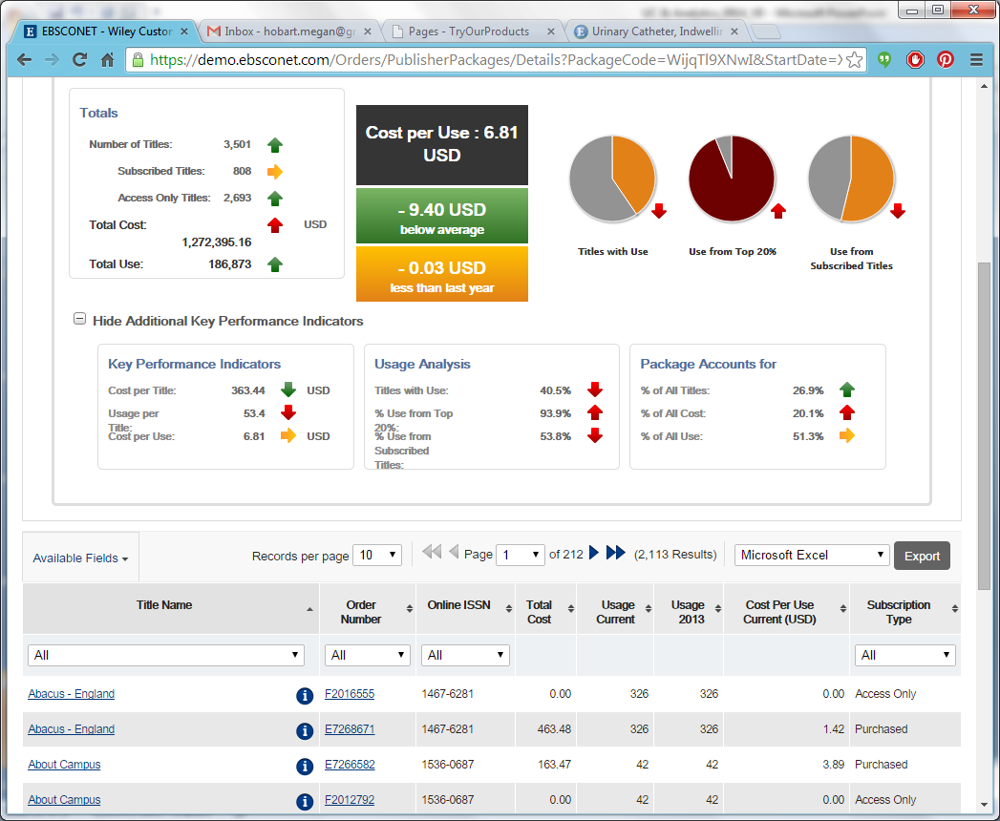 EBSCONET - Wiley Custor
Inbox - hobart.megan@g
Pages - TryOurProducts
Urinary Catheter, Indwellin
https://demo.ebsconet.com/Orders/PublisherPackages/Details?PackageCode=WijqTl9XNwI&StartDate=X
Totals
Number of Titles: 3,501
Subscribed Titles: 808
Access Only Titles: 2,693
Total Cost: USD
1,272,395.16
Total Use: 186,873
Cost per Use : 6.81
USD
- 9.40 USD
below average
- 0.03 USD
less than last year
Titles with Use
Use from Top 20%
Use from
Subscribed Titles
Hide Additional Key Performance Indicators
Key Performance Indicators
Cost per Title: 363.44 USD
Usage per 53.4
Title:
Cost per Use: 6.81 USD
Usage Analysis
Titles with Use: 40.5%
% Use from Top 93.9%
20%:
% Use from 53.8%
Subscribed
Titles:
Package Accounts for
% of All Titles: 26.9%
% of All Cost: 20.1%
% of All Use: 51.3%
Available Fields
Records per page 10 Page 1 of 212 (2,113 Results) Microsoft Excel Export
Title Name Order Number Online ISSN Total Cost Usage Current Usage 2013 Cost Per Use Current (USD) Subscription Type
All All All All
Abacus - England i F2016555 1467-6281 0.00 326 326 0.00 Access Only
Abacus - England i E7268671 1467-6281 463.48 326 326 1.42 Purchased
About Campus i E7266582 1536-0687 163.47 42 42 3.89 Purchased
About Campus i F2012792 1536-0687 0.00 42 42 0.00 Access Only